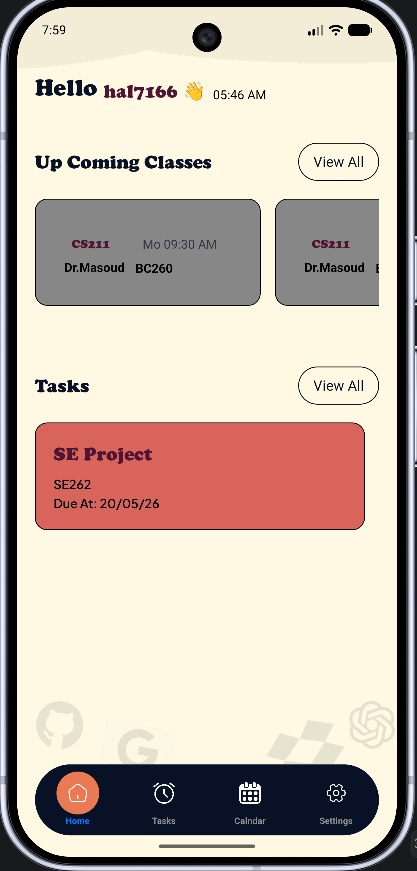 7:59
Hello hal7166 👋 05:46 AM
Up Coming Classes View All
CS211 Mo 09:30 AM
Dr.Masoud BC260
CS211
Dr.Masoud
Tasks View All
SE Project
SE262
Due At: 20/05/26
Home Tasks Calndar Settings